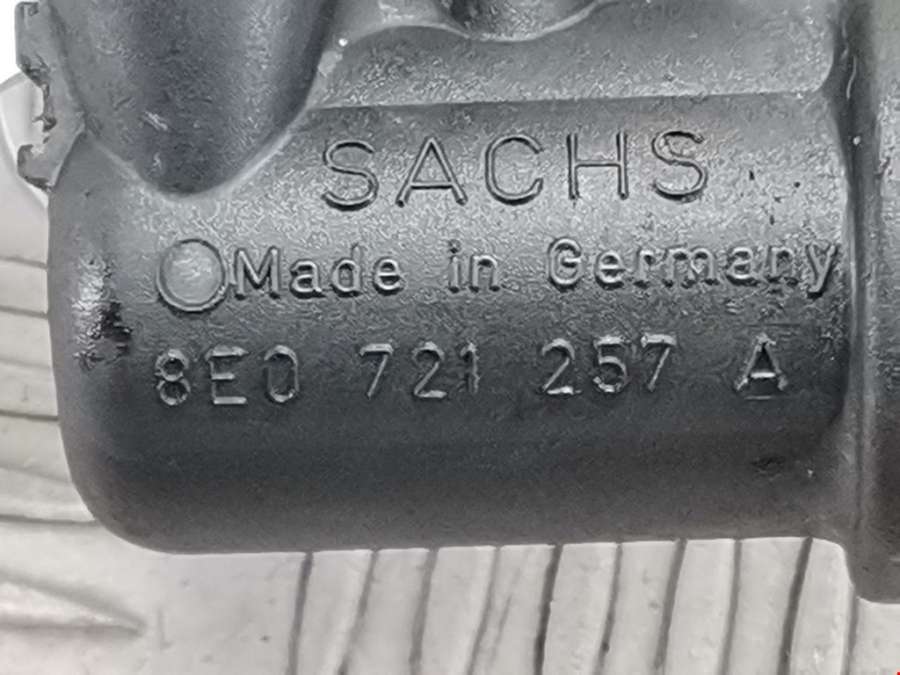 SACHS
Made in Germany
8E0 721 257 A